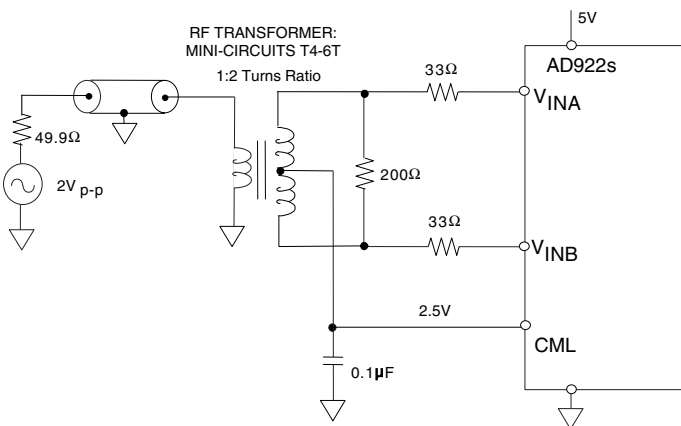 RF TRANSFORMER:
MINI-CIRCUITS T4-6T
1:2 Turns Ratio
5V
AD922s
33Ω
VINA
49.9Ω
2V p-p
200Ω
33Ω
VINB
2.5V
CML
0.1µF